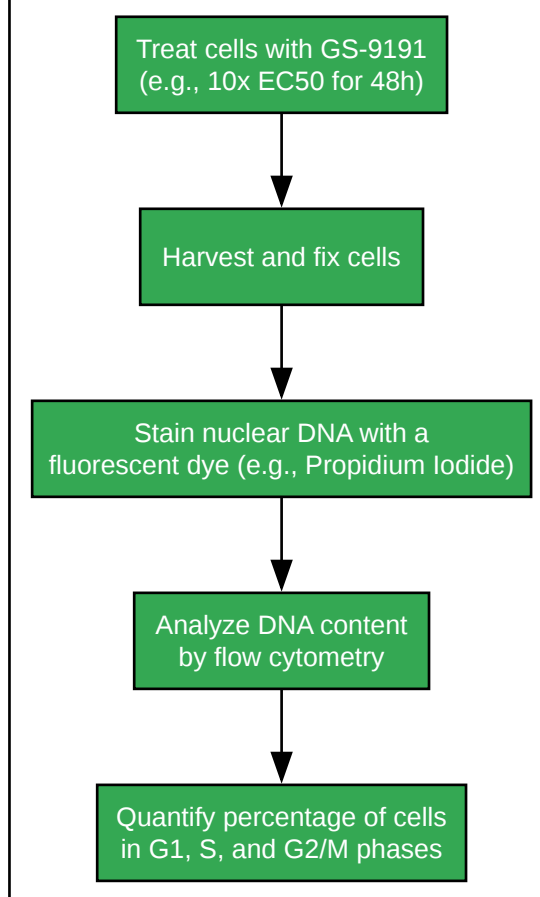 Treat cells with GS-9191
(e.g., 10x EC50 for 48h)
Harvest and fix cells
Stain nuclear DNA with a
fluorescent dye (e.g., Propidium Iodide)
Analyze DNA content
by flow cytometry
Quantify percentage of cells
in G1, S, and G2/M phases